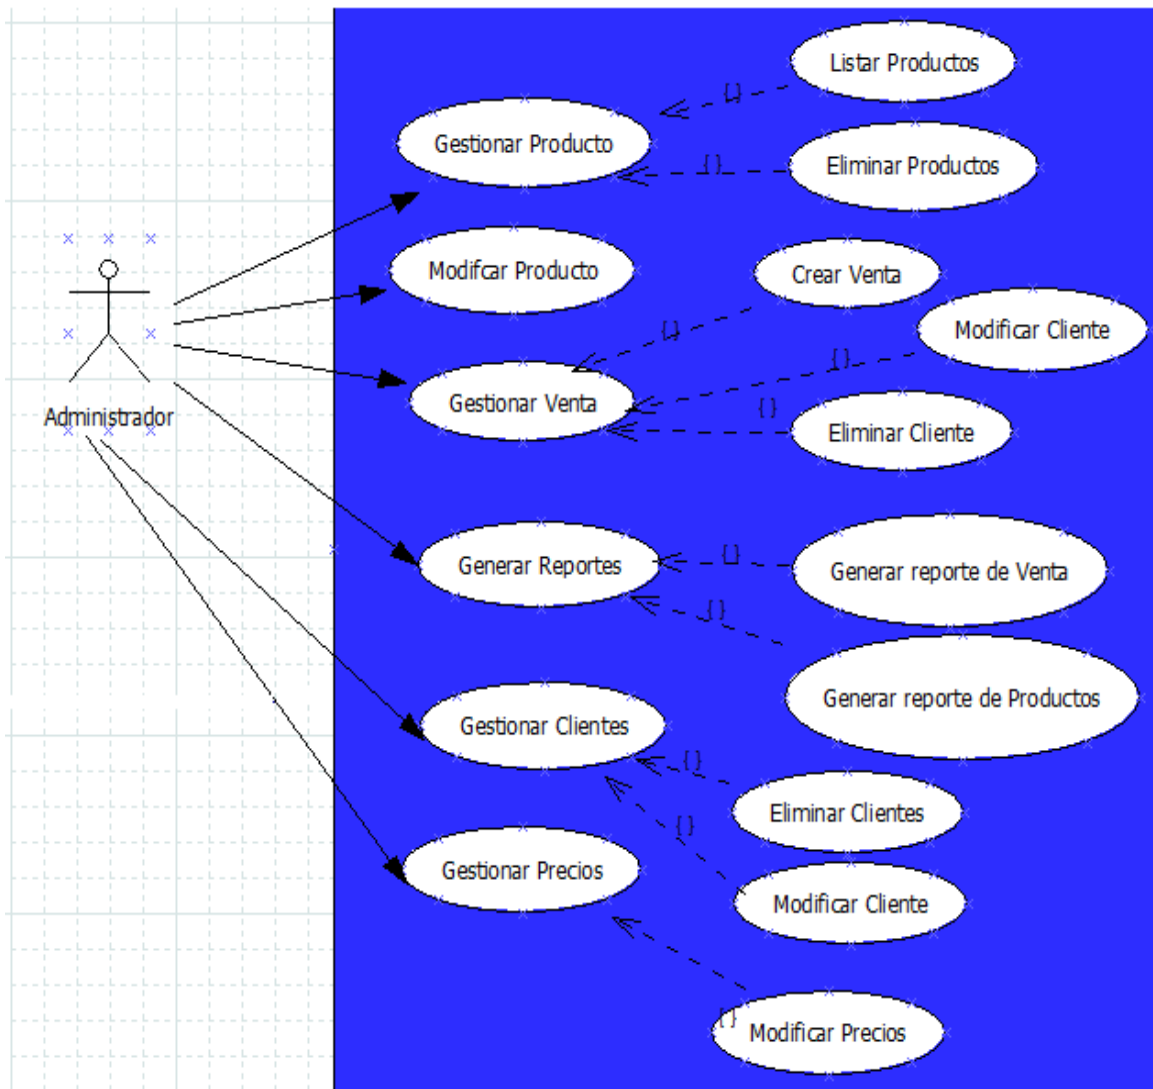 Listar Productos
{ }
Gestionar Producto
{ }
Eliminar Productos
Modifcar Producto
Crear Venta
{ }
Modificar Cliente
{ }
Gestionar Venta
{ }
Eliminar Cliente
Administrador
Generar Reportes
{ }
Generar reporte de Venta
{ }
Generar reporte de Productos
Gestionar Clientes
{ }
Eliminar Clientes
{ }
Gestionar Precios
Modificar Cliente
{ }
Modificar Precios